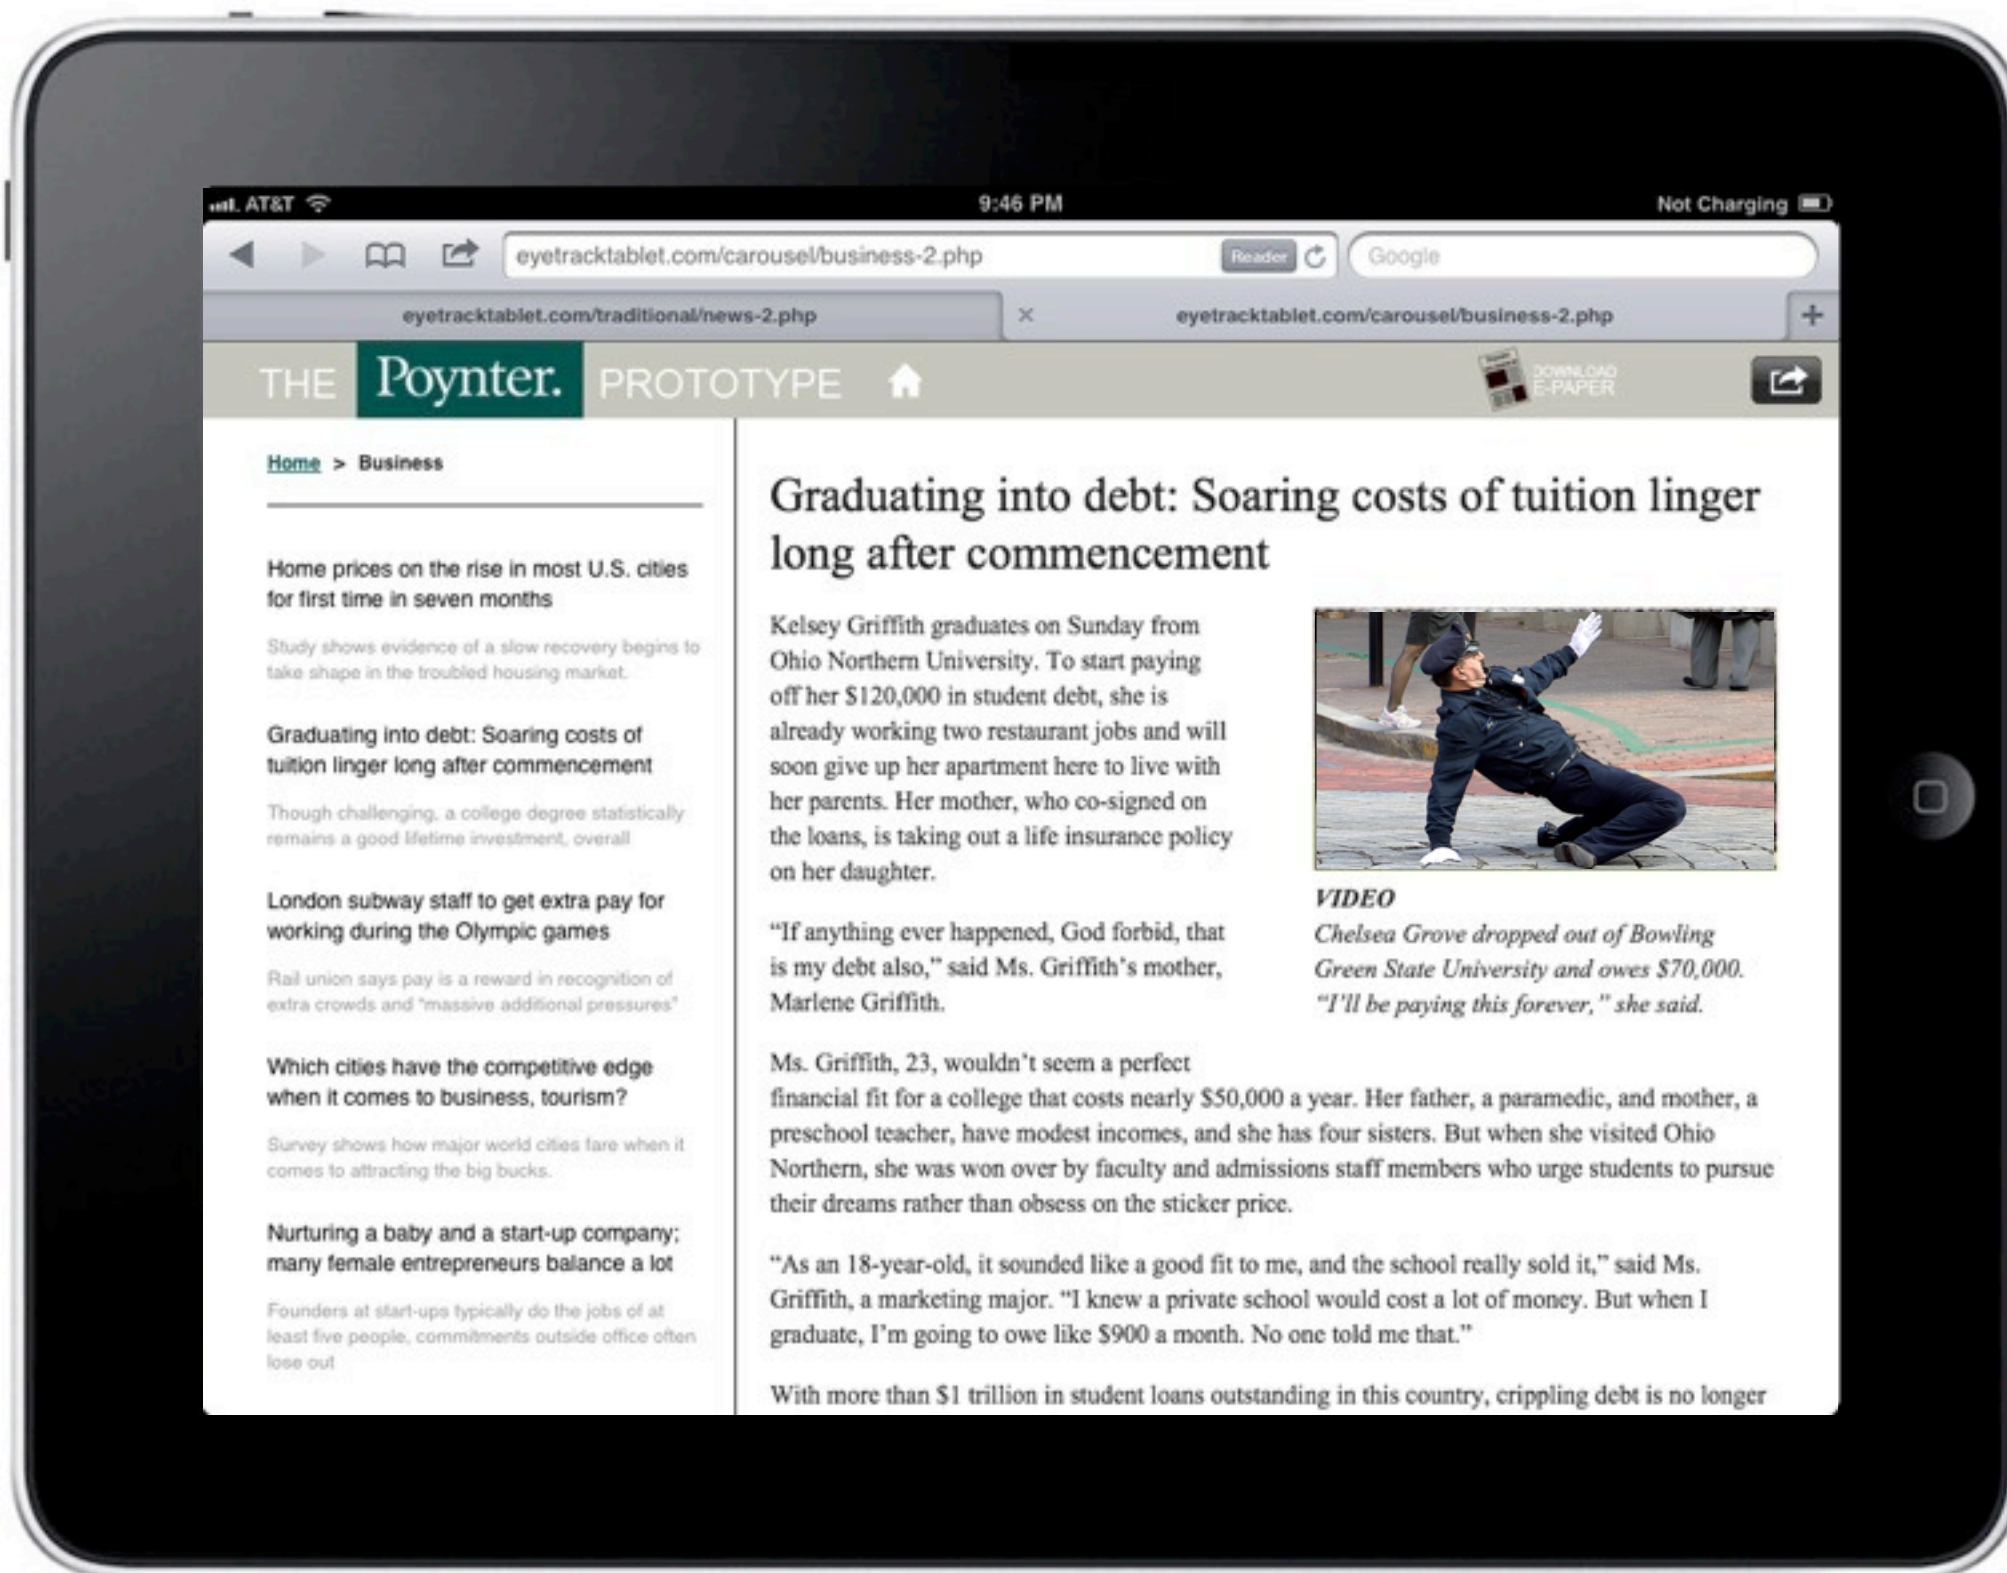 AT&T
9:46 PM
Not Charging
eyetracktablet.com/carousel/business-2.php
Reader
Google
eyetracktablet.com/traditional/news-2.php
eyetracktablet.com/carousel/business-2.php
THE Poynter. PROTOTYPE
DOWNLOAD
E-PAPER
Home > Business
Home prices on the rise in most U.S. cities
for first time in seven months
Study shows evidence of a slow recovery begins to
take shape in the troubled housing market.
Graduating into debt: Soaring costs of
tuition linger long after commencement
Though challenging, a college degree statistically
remains a good lifetime investment, overall
London subway staff to get extra pay for
working during the Olympic games
Rail union says pay is a reward in recognition of
extra crowds and "massive additional pressures"
Which cities have the competitive edge
when it comes to business, tourism?
Survey shows how major world cities fare when it
comes to attracting the big bucks.
Nurturing a baby and a start-up company;
many female entrepreneurs balance a lot
Founders at start-ups typically do the jobs of at
least five people, commitments outside office often
lose out
Graduating into debt: Soaring costs of tuition linger
long after commencement
Kelsey Griffith graduates on Sunday from
Ohio Northern University. To start paying
off her $120,000 in student debt, she is
already working two restaurant jobs and will
soon give up her apartment here to live with
her parents. Her mother, who co-signed on
the loans, is taking out a life insurance policy
on her daughter.
“If anything ever happened, God forbid, that
is my debt also,” said Ms. Griffith’s mother,
Marlene Griffith.
VIDEO
Chelsea Grove dropped out of Bowling
Green State University and owes $70,000.
“I’ll be paying this forever,” she said.
Ms. Griffith, 23, wouldn’t seem a perfect
financial fit for a college that costs nearly $50,000 a year. Her father, a paramedic, and mother, a
preschool teacher, have modest incomes, and she has four sisters. But when she visited Ohio
Northern, she was won over by faculty and admissions staff members who urge students to pursue
their dreams rather than obsess on the sticker price.
“As an 18-year-old, it sounded like a good fit to me, and the school really sold it,” said Ms.
Griffith, a marketing major. “I knew a private school would cost a lot of money. But when I
graduate, I’m going to owe like $900 a month. No one told me that.”
With more than $1 trillion in student loans outstanding in this country, crippling debt is no longer